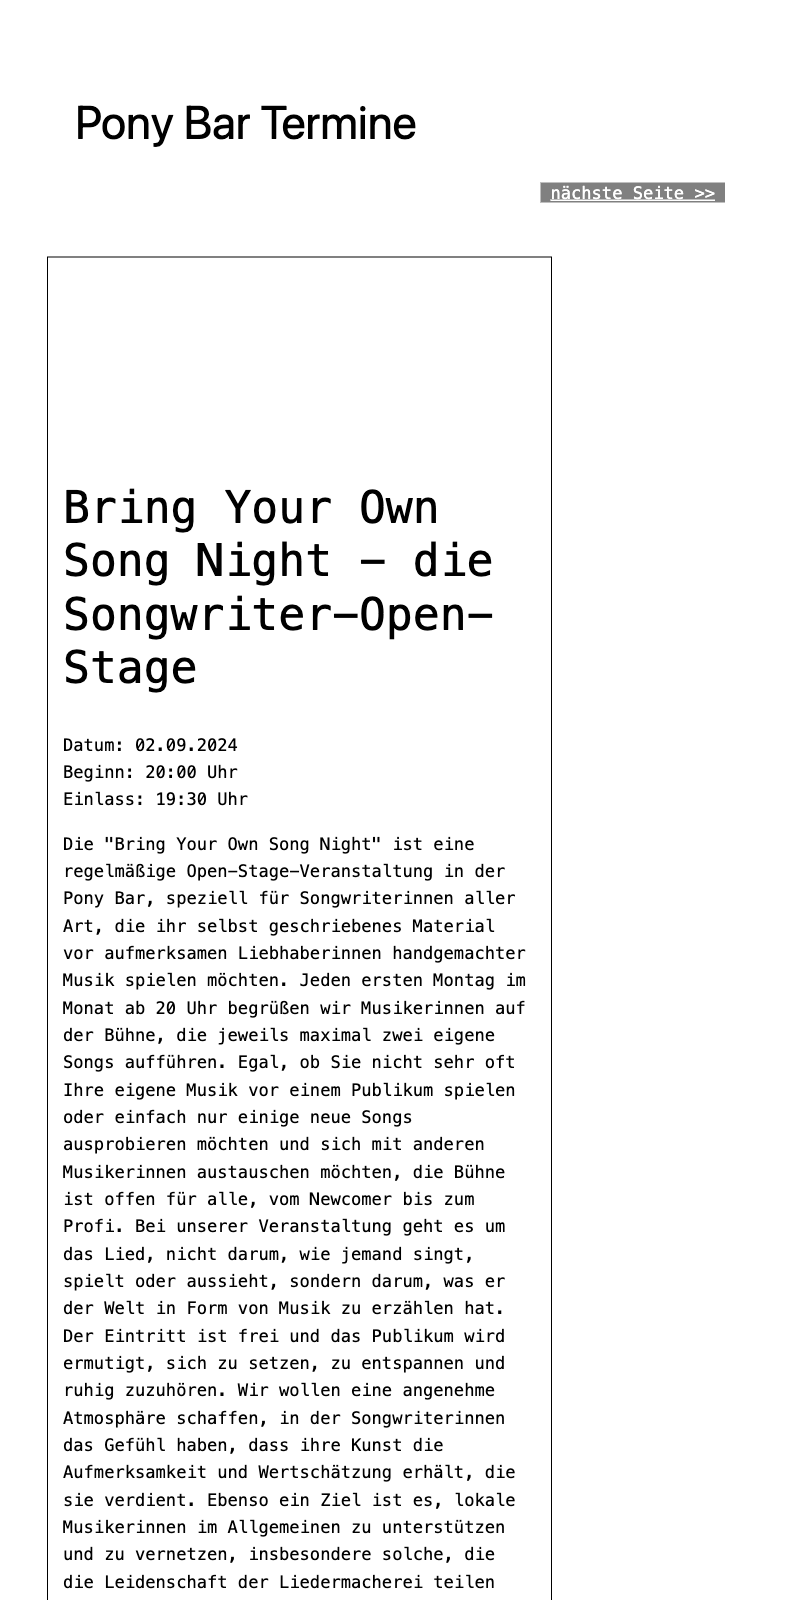 Pony Bar Termine
nächste Seite >>
Bring Your Own
Song Night – die
Songwriter-Open-
Stage
Datum: 02.09.2024
Beginn: 20:00 Uhr
Einlass: 19:30 Uhr
Die "Bring Your Own Song Night" ist eine
regelmäßige Open-Stage-Veranstaltung in der
Pony Bar, speziell für Songwriterinnen aller
Art, die ihr selbst geschriebenes Material
vor aufmerksamen Liebhaberinnen handgemachter
Musik spielen möchten. Jeden ersten Montag im
Monat ab 20 Uhr begrüßen wir Musikerinnen auf
der Bühne, die jeweils maximal zwei eigene
Songs aufführen. Egal, ob Sie nicht sehr oft
Ihre eigene Musik vor einem Publikum spielen
oder einfach nur einige neue Songs
ausprobieren möchten und sich mit anderen
Musikerinnen austauschen möchten, die Bühne
ist offen für alle, vom Newcomer bis zum
Profi. Bei unserer Veranstaltung geht es um
das Lied, nicht darum, wie jemand singt,
spielt oder aussieht, sondern darum, was er
der Welt in Form von Musik zu erzählen hat.
Der Eintritt ist frei und das Publikum wird
ermutigt, sich zu setzen, zu entspannen und
ruhig zuzuhören. Wir wollen eine angenehme
Atmosphäre schaffen, in der Songwriterinnen
das Gefühl haben, dass ihre Kunst die
Aufmerksamkeit und Wertschätzung erhält, die
sie verdient. Ebenso ein Ziel ist es, lokale
Musikerinnen im Allgemeinen zu unterstützen
und zu vernetzen, insbesondere solche, die
die Leidenschaft der Liedermacherei teilen